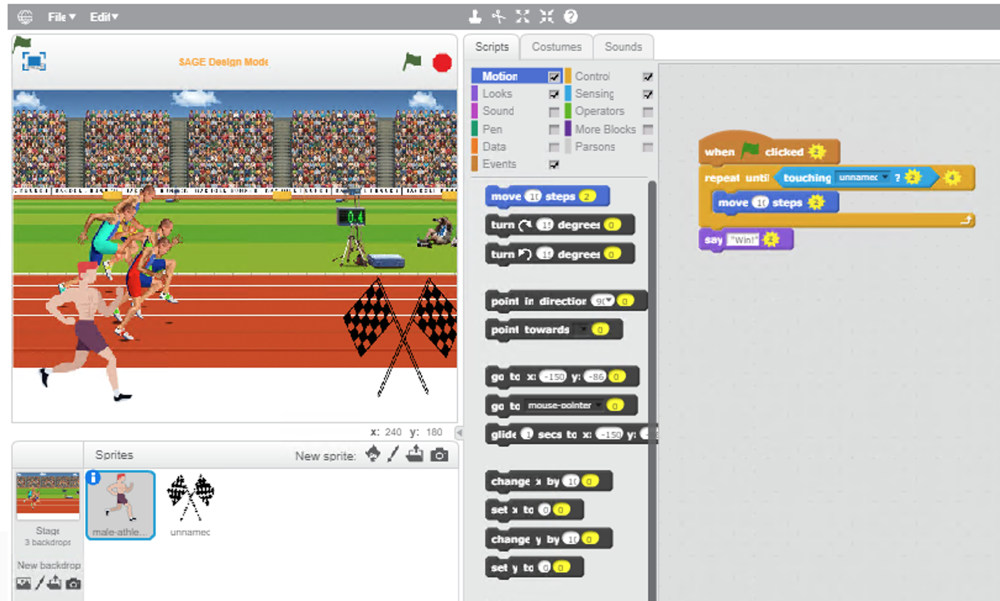 File ▾ Edit ▾
SAGE Design Mode
Scripts Costumes Sounds
Motion Control
Looks Sensing
Sound Operators
Pen More Blocks
Data Parsons
Events
0.4
move 10 steps 2
turn 15 degrees 0
turn 15 degrees 0
point in direction 90 0
point towards 0
go to x: -150 y: -86 0
go to mouse-pointer 0
glide 1 secs to x: -150 y:
change x by 10 0
set x to 0 0
change y by 10 0
set y to 0 0
when clicked 2
repeat until touching unnamed ? 2 4
move 10 steps 2
say "Win!" 2
x: 240 y: 180
Sprites New sprite:
Stage
3 backdrops
New backdrop
male-athle...
unnamed